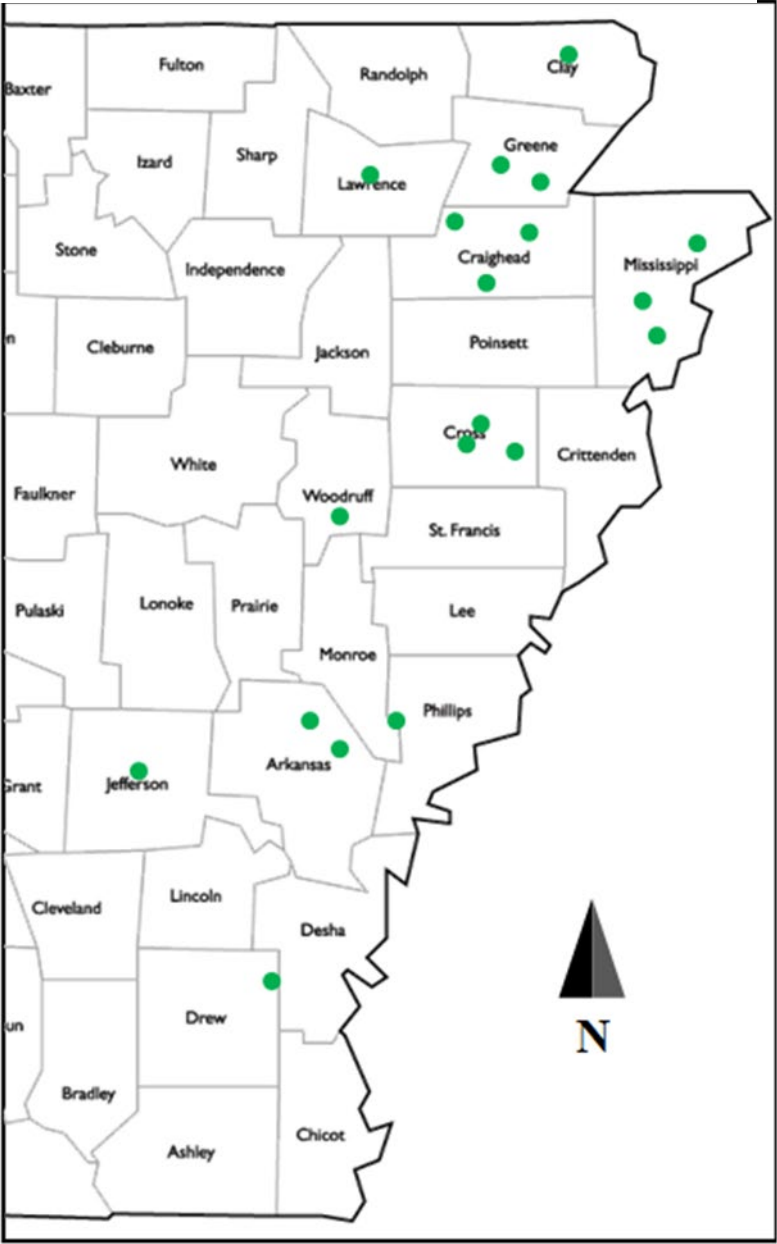 Fulton
Randolph
Clay
Baxter
Greene
Izard
Sharp
Lawrence
Stone
Independence
Craighead
Mississippi
n
Cleburne
Jackson
Poinsett
Cross
White
Crittenden
Faulkner
Woodruff
St. Francis
Pulaski
Lonoke
Prairie
Lee
Monroe
Phillips
Arkansas
Grant
Jefferson
Lincoln
Cleveland
Desha
Drew
un
N
Bradley
Chicot
Ashley